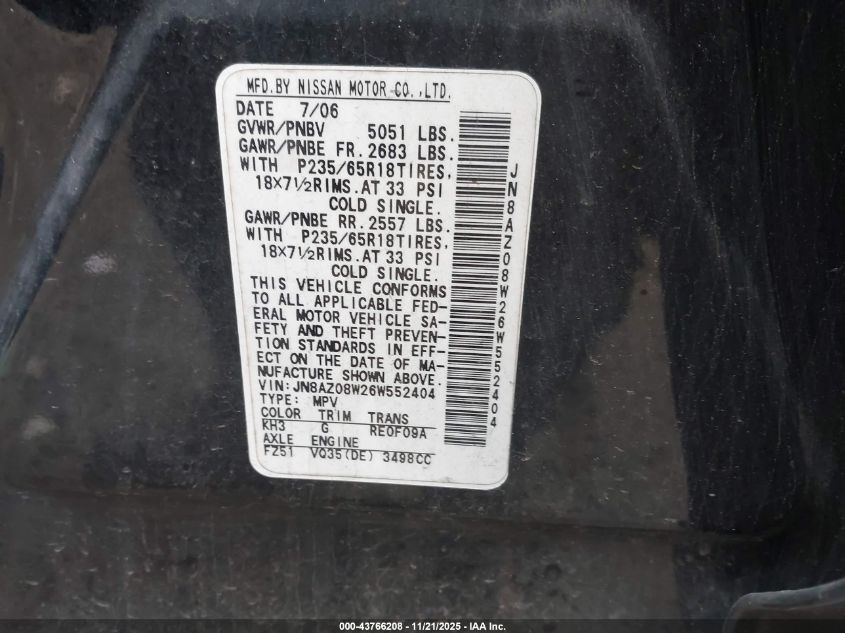 MFD.BY NISSAN MOTOR CO.,LTD.
DATE 7/06
GVWR/PNBV 5051 LBS.
GAWR/PNBE FR. 2683 LBS.
WITH P235/65R18TIRES,
18×7½RIMS.AT 33 PSI
COLD SINGLE.
GAWR/PNBE RR. 2557 LBS.
WITH P235/65R18TIRES,
18×7½RIMS.AT 33 PSI
COLD SINGLE.
THIS VEHICLE CONFORMS
TO ALL APPLICABLE FED-
ERAL MOTOR VEHICLE SA-
FETY AND THEFT PREVEN-
TION STANDARDS IN EFF-
ECT ON THE DATE OF MA-
NUFACTURE SHOWN ABOVE.
VIN:JN8AZ08W26W552404
TYPE: MPV
COLOR TRIM TRANS
KH3 G RE0F09A
AXLE ENGINE
FZ51 VQ35(DE) 3498CC
JN8AZ08W26W552404
000-43766208 - 11/21/2025 - IAA Inc.